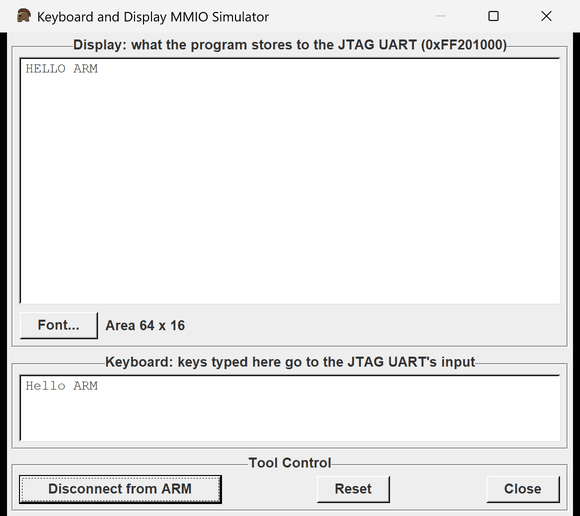 Keyboard and Display MMIO Simulator
Display: what the program stores to the JTAG UART (0xFF201000)
HELLO ARM
Font... Area 64 x 16
Keyboard: keys typed here go to the JTAG UART's input
Hello ARM
Tool Control
Disconnect from ARM Reset Close